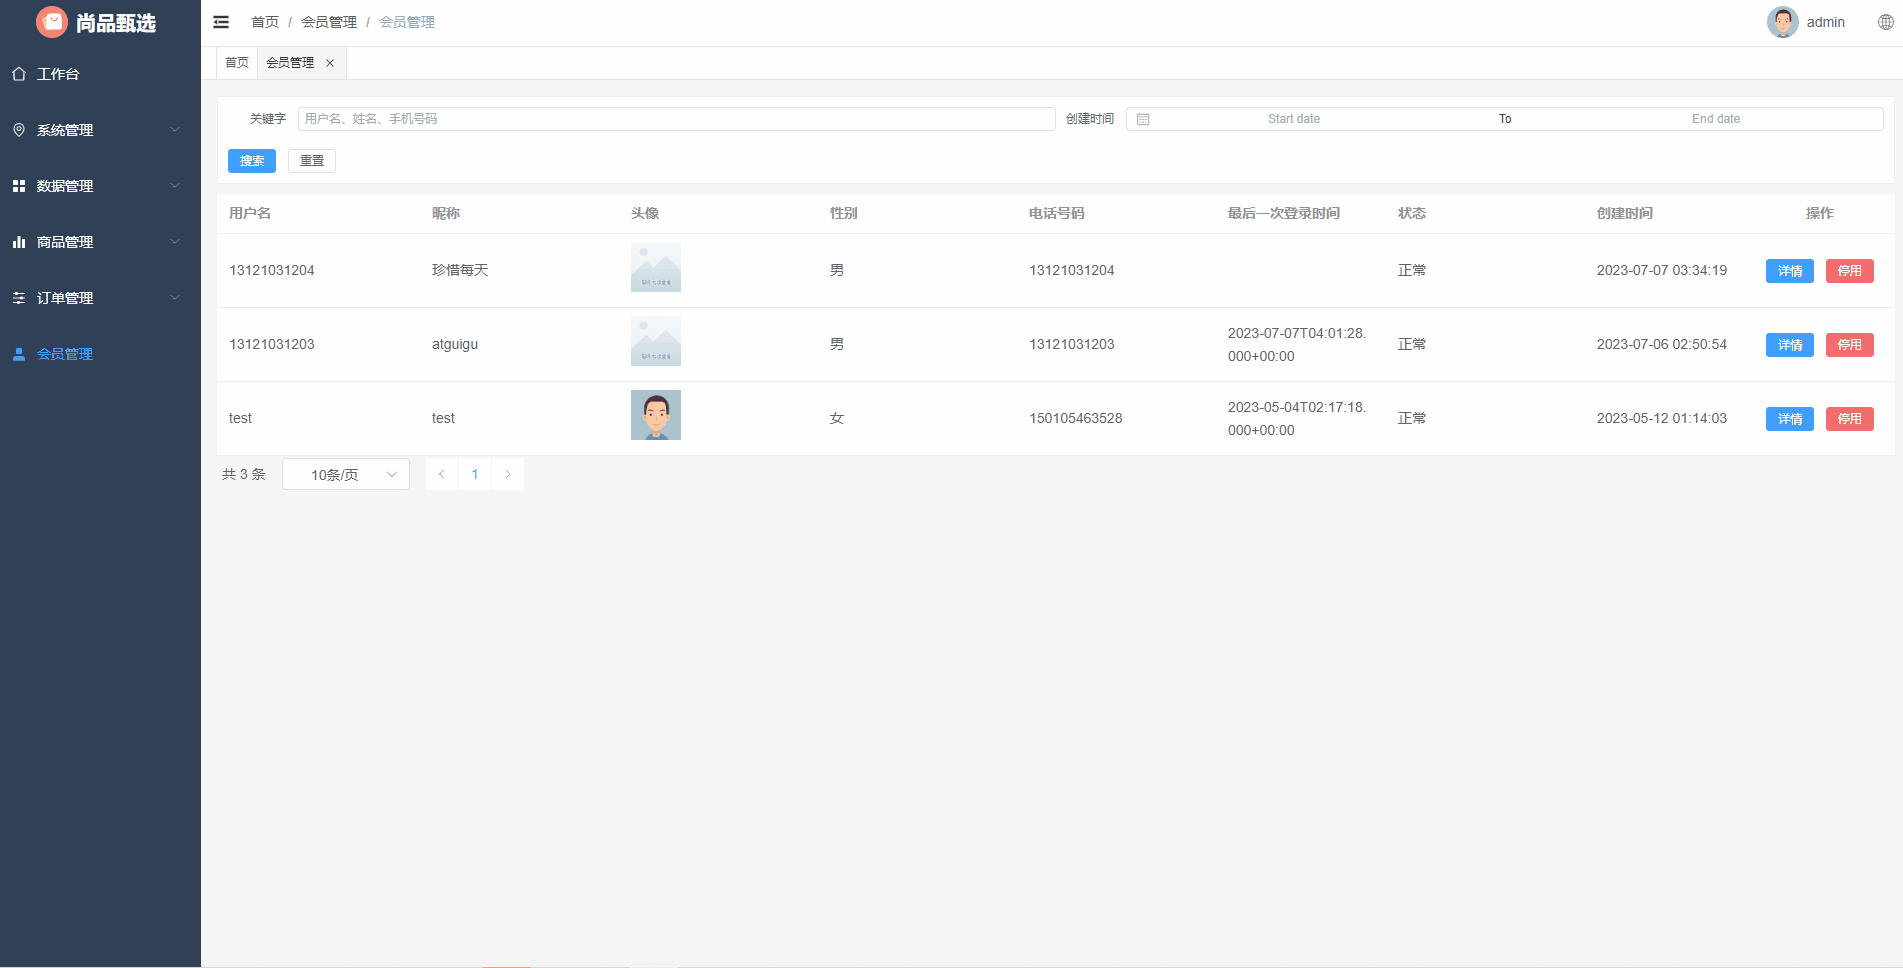 尚品甄选
首页 / 会员管理 / 会员管理
admin
工作台
系统管理
数据管理
商品管理
订单管理
会员管理
首页 会员管理
关键字 用户名、姓名、手机号码 创建时间 Start date To End date
搜索 重置
用户名 昵称 头像 性别 电话号码 最后一次登录时间 状态 创建时间 操作
13121031204 珍惜每天 男 13121031204 正常 2023-07-07 03:34:19 详情 停用
13121031203 atguigu 男 13121031203 2023-07-07T04:01:28.
000+00:00 正常 2023-07-06 02:50:54 详情 停用
test test 女 150105463528 2023-05-04T02:17:18.
000+00:00 正常 2023-05-12 01:14:03 详情 停用
共 3 条 10条/页 1